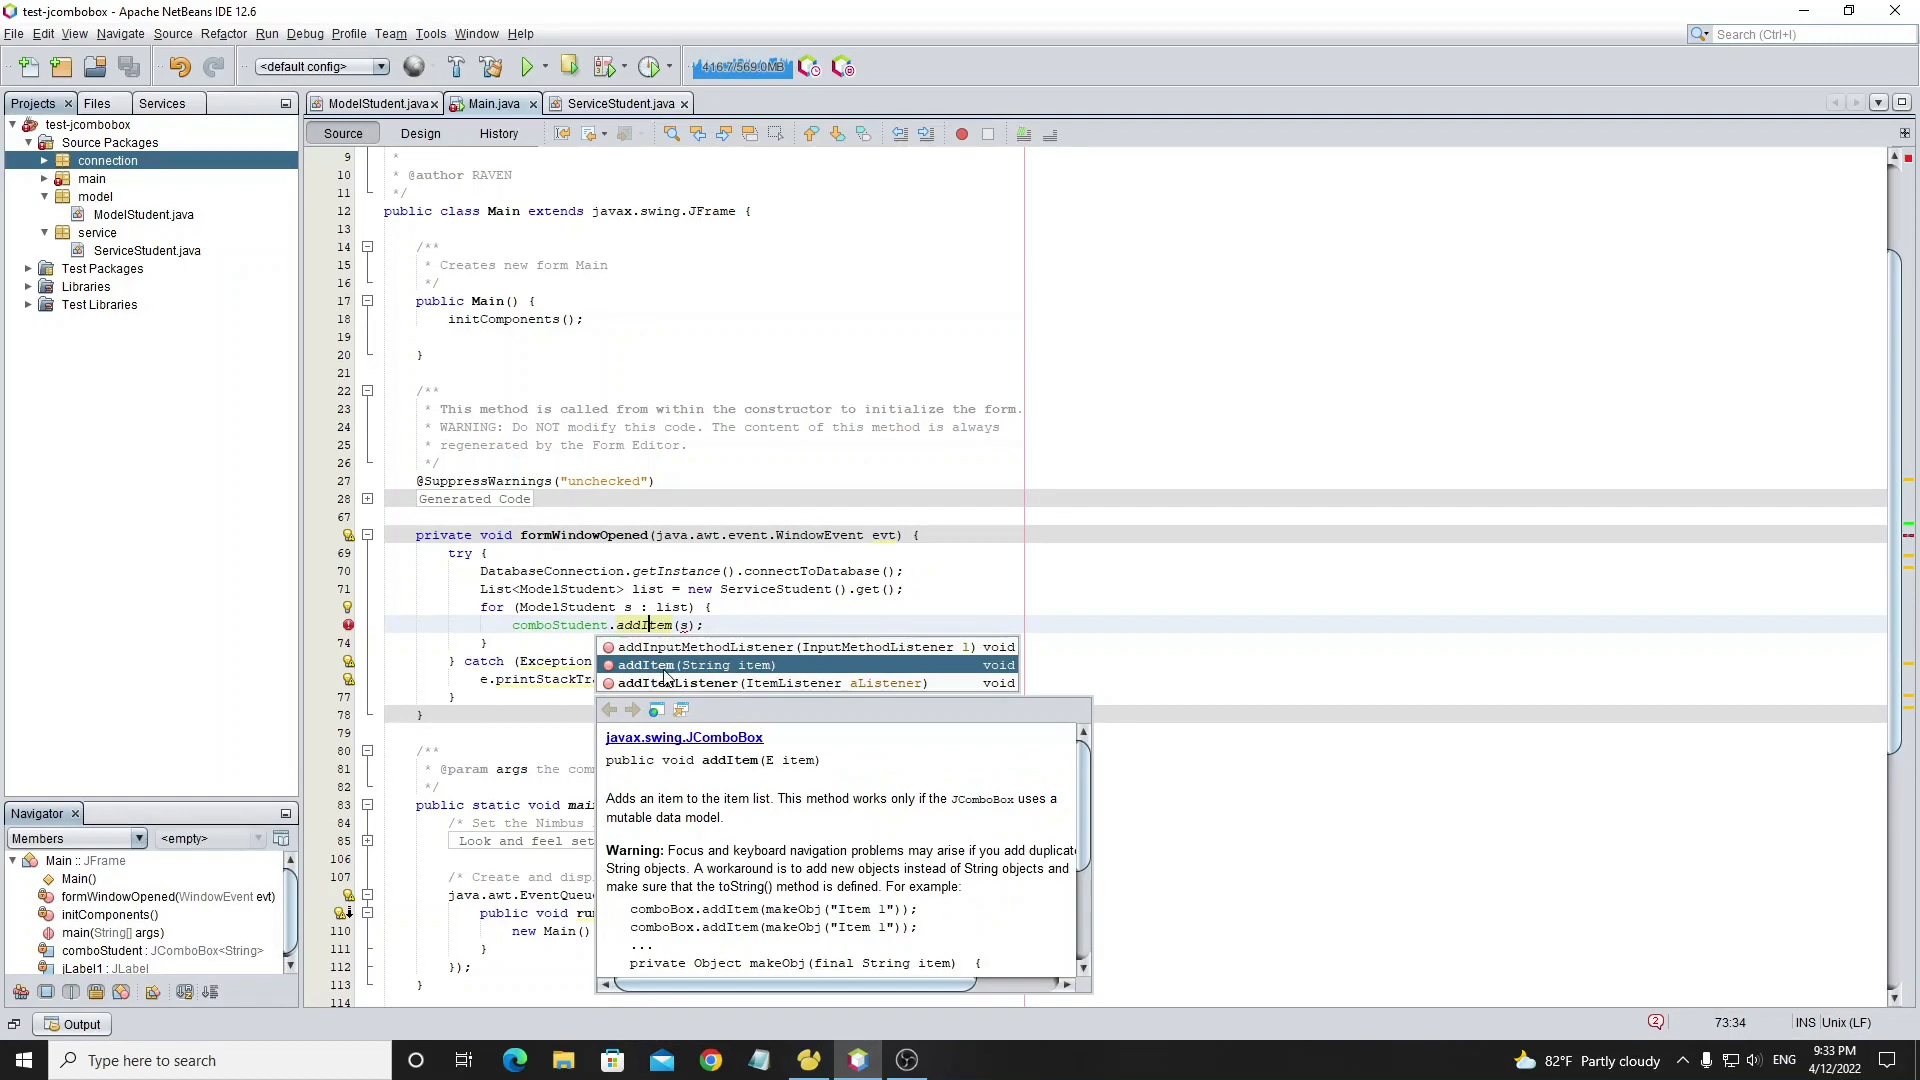 test-jcombobox - Apache NetBeans IDE 12.6
File Edit View Navigate Source Refactor Run Debug Profile Team Tools Window Help
Search (Ctrl+I)
<default config>
416.7/569.0MB
Projects Files Services
ModelStudent.java Main.java ServiceStudent.java
Source Design History
test-jcombobox
Source Packages
connection
main
model
ModelStudent.java
service
ServiceStudent.java
Test Packages
Libraries
Test Libraries
9 *
10 * @author RAVEN
11 */
12 public class Main extends javax.swing.JFrame {
13
14 /**
15 * Creates new form Main
16 */
17 public Main() {
18 initComponents();
19
20 }
21
22 /**
23 * This method is called from within the constructor to initialize the form.
24 * WARNING: Do NOT modify this code. The content of this method is always
25 * regenerated by the Form Editor.
26 */
27 @SuppressWarnings("unchecked")
28 Generated Code
67
private void formWindowOpened(java.awt.event.WindowEvent evt) {
69 try {
70 DatabaseConnection.getInstance().connectToDatabase();
71 List<ModelStudent> list = new ServiceStudent().get();
for (ModelStudent s : list) {
comboStudent.addItem(s);
74 }
} catch (Exception
e.printStackTra
77 }
78 }
79
80 /**
81 * @param args the com
82 */
83 public static void main
84 /* Set the Nimbus
85 Look and feel set
106
107 /* Create and disp
java.awt.EventQueue
public void run
110 new Main()
111 }
112 });
113 }
114
addInputMethodListener(InputMethodListener l) void
addItem(String item) void
addItemListener(ItemListener aListener) void
javax.swing.JComboBox
public void addItem(E item)
Adds an item to the item list. This method works only if the JComboBox uses a
mutable data model.
Warning: Focus and keyboard navigation problems may arise if you add duplicate
String objects. A workaround is to add new objects instead of String objects and
make sure that the toString() method is defined. For example:
comboBox.addItem(makeObj("Item 1"));
comboBox.addItem(makeObj("Item 1"));
...
private Object makeObj(final String item) {
Navigator
Members <empty>
Main :: JFrame
Main()
formWindowOpened(WindowEvent evt)
initComponents()
main(String[] args)
comboStudent : JComboBox<String>
jLabel1 : JLabel
Output
2 73:34 INS Unix (LF)
Type here to search
82°F Partly cloudy
ENG
9:33 PM
4/12/2022